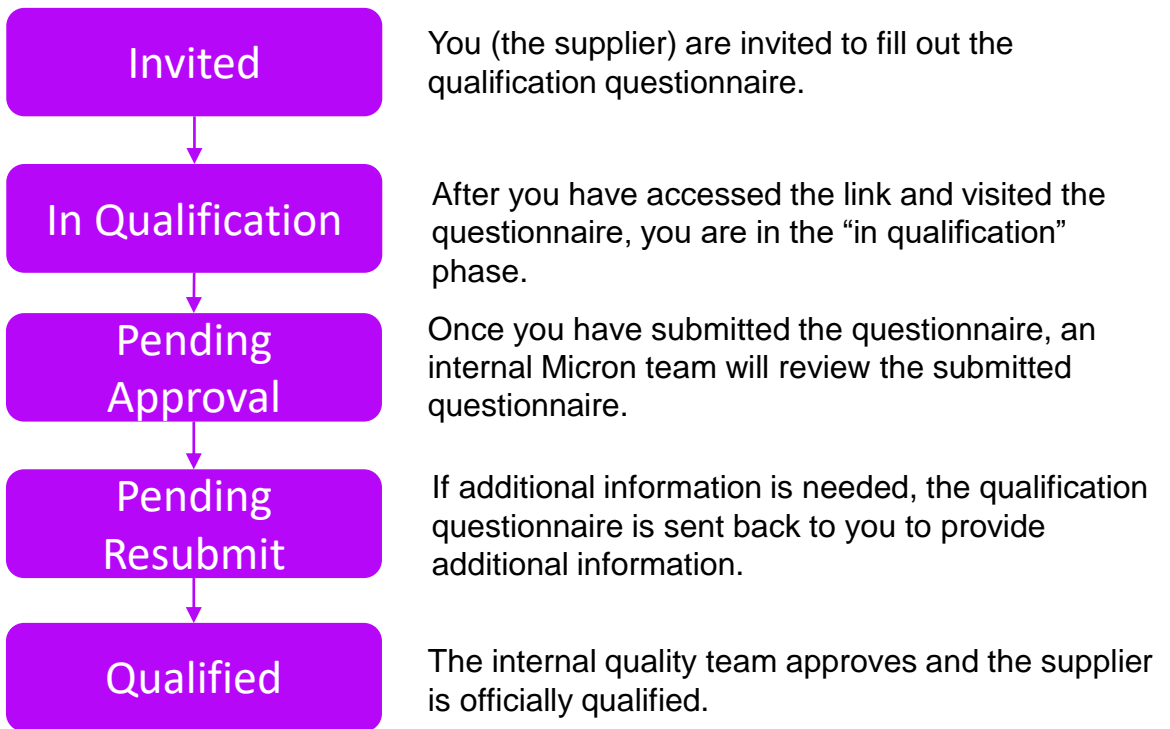 Invited
You (the supplier) are invited to fill out the
qualification questionnaire.
In Qualification
After you have accessed the link and visited the
questionnaire, you are in the “in qualification”
phase.
Pending
Approval
Once you have submitted the questionnaire, an
internal Micron team will review the submitted
questionnaire.
Pending
Resubmit
If additional information is needed, the qualification
questionnaire is sent back to you to provide
additional information.
Qualified
The internal quality team approves and the supplier
is officially qualified.